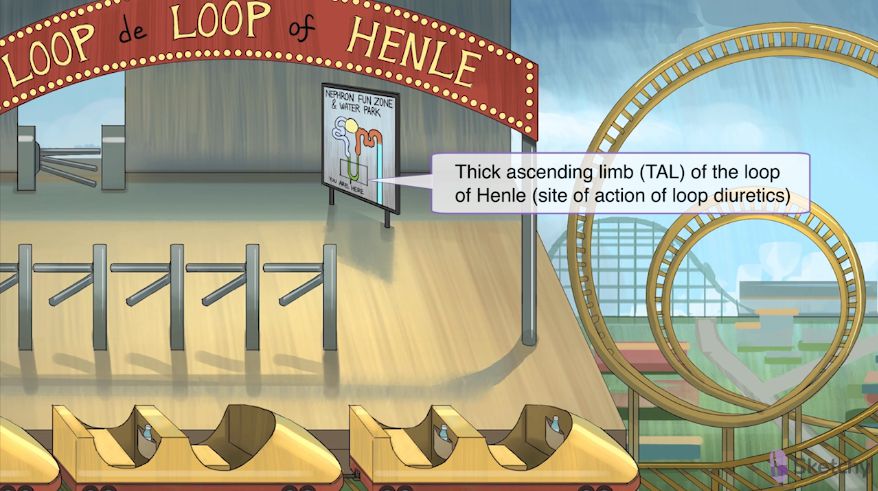 LOOP de LOOP of HENLE
NEPHRON FUN ZONE
& WATER PARK
YOU ARE HERE
Thick ascending limb (TAL) of the loop
of Henle (site of action of loop diuretics)
Sketchy